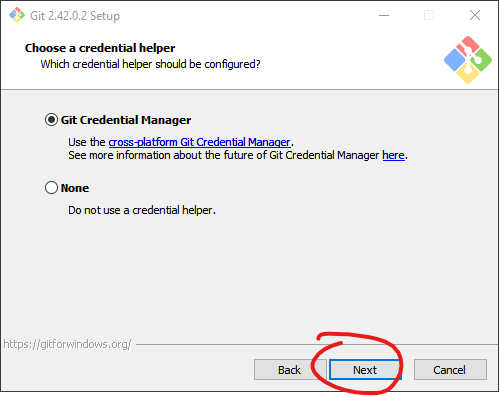 Git 2.42.0.2 Setup
Choose a credential helper
Which credential helper should be configured?
Git Credential Manager
Use the cross-platform Git Credential Manager.
See more information about the future of Git Credential Manager here.
None
Do not use a credential helper.
https://gitforwindows.org/
Back Next Cancel